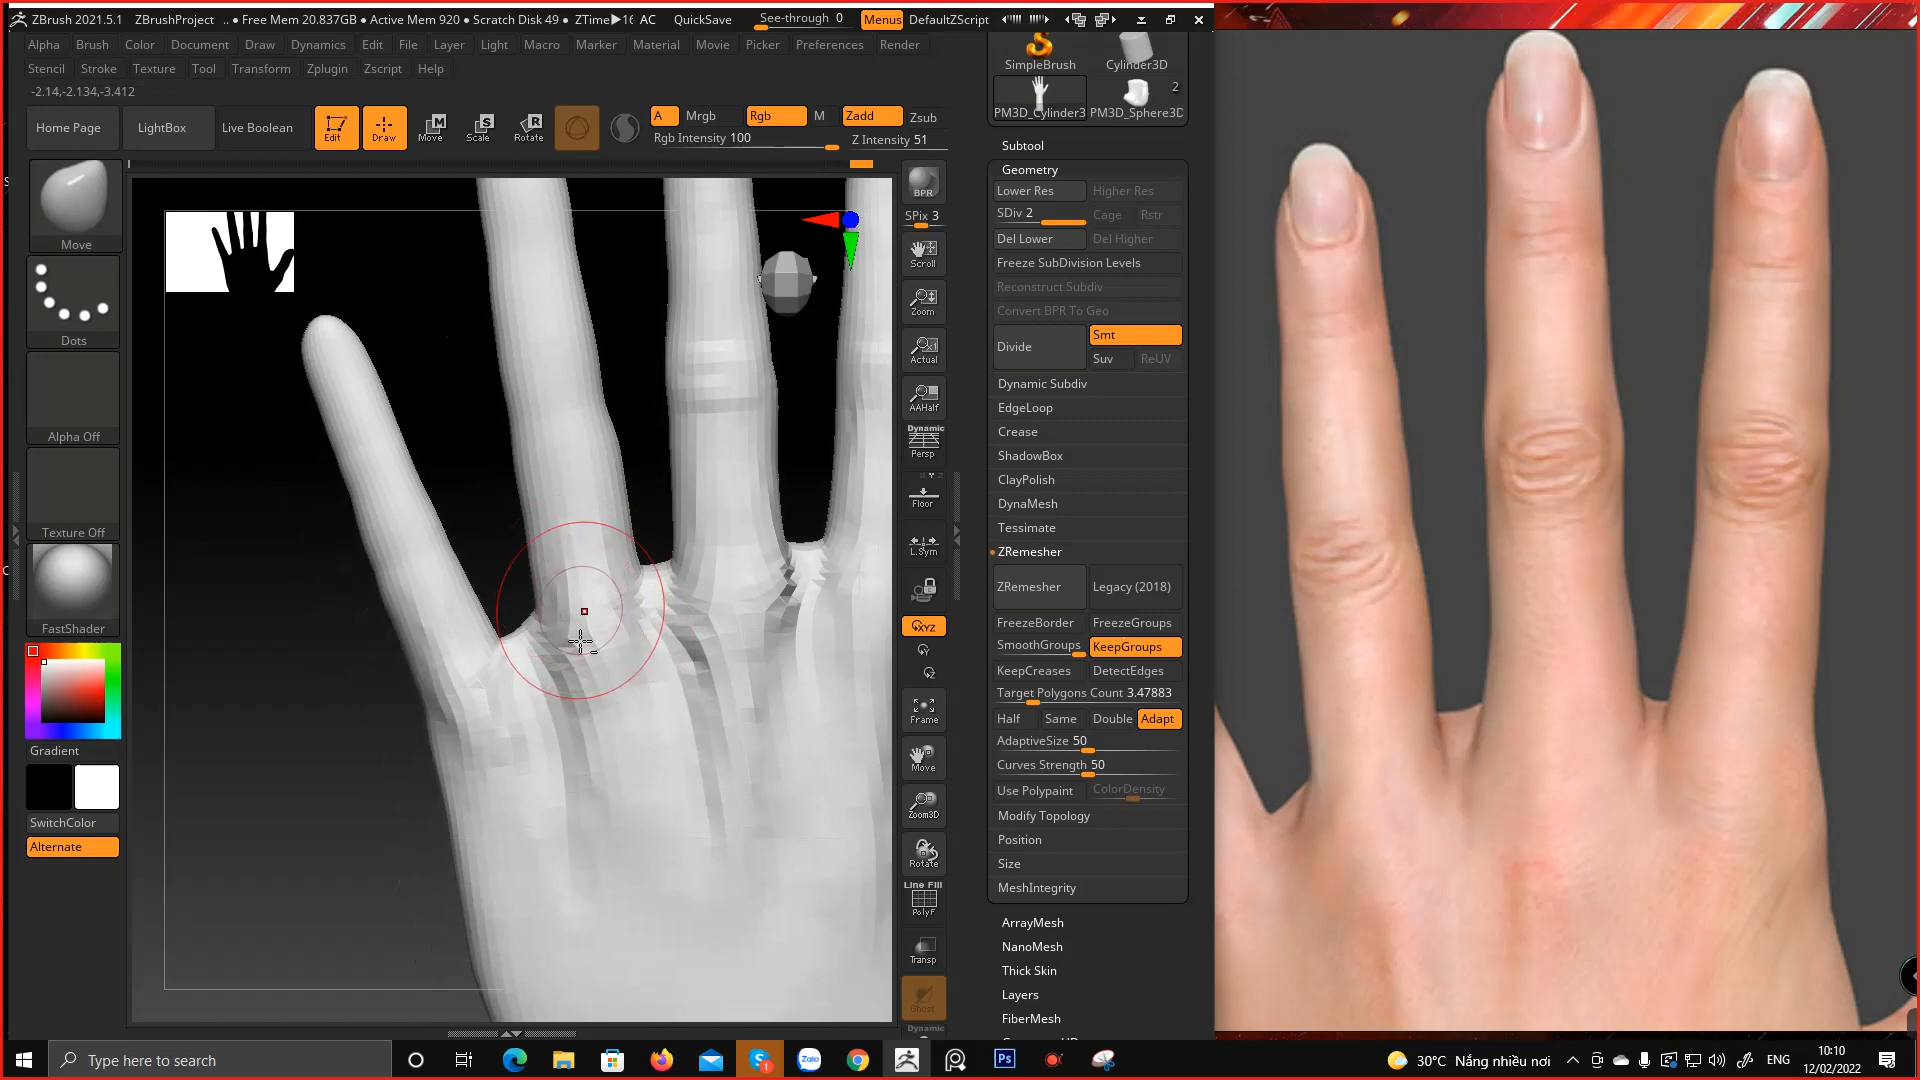 ZBrush 2021.5.1 ZBrushProject .. ● Free Mem 20.837GB ● Active Mem 920 ● Scratch Disk 49 ● ZTime▶16 AC QuickSave See-through 0 Menus DefaultZScript
Alpha Brush Color Document Draw Dynamics Edit File Layer Light Macro Marker Material Movie Picker Preferences Render
Stencil Stroke Texture Tool Transform Zplugin Zscript Help
-2.14,-2.134,-3.412
Home Page LightBox Live Boolean Edit Draw Move Scale Rotate
A Mrgb Rgb M Zadd Zsub
Rgb Intensity 100 Z Intensity 51
Move
Dots
Alpha Off
Texture Off
FastShader
Gradient
SwitchColor
Alternate
BPR
SPix 3
Scroll
Zoom
Actual
AAHalf
Dynamic
Persp
Floor
L.Sym
XYZ
Frame
Move
Zoom3D
Rotate
Line Fill
PolyF
Transp
Ghost
Dynamic
SimpleBrush Cylinder3D
2
PM3D_Cylinder3 PM3D_Sphere3D
Subtool
Geometry
Lower Res Higher Res
SDiv 2 Cage Rstr
Del Lower Del Higher
Freeze SubDivision Levels
Reconstruct Subdiv
Convert BPR To Geo
Divide Smt
Suv ReUV
Dynamic Subdiv
EdgeLoop
Crease
ShadowBox
ClayPolish
DynaMesh
Tessimate
ZRemesher
ZRemesher Legacy (2018)
FreezeBorder FreezeGroups
SmoothGroups KeepGroups
KeepCreases DetectEdges
Target Polygons Count 3.47883
Half Same Double Adapt
AdaptiveSize 50
Curves Strength 50
Use Polypaint ColorDensity
Modify Topology
Position
Size
MeshIntegrity
ArrayMesh
NanoMesh
Thick Skin
Layers
FiberMesh
Type here to search
1
Zalo
Ps
30°C Nắng nhiều nơi
ENG
10:10
12/02/2022